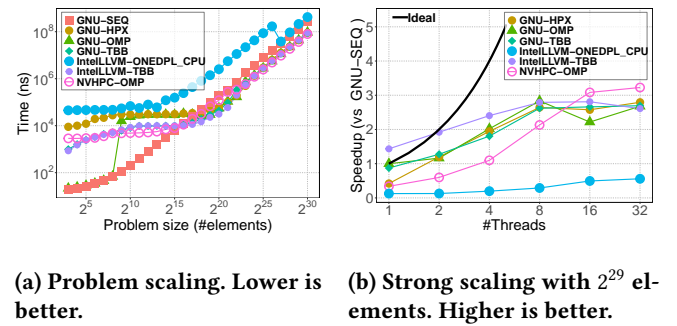 GNU-SEQ
GNU-HPX
GNU-OMP
GNU-TBB
IntelLLVM-ONEDPL_CPU
IntelLLVM-TBB
NVHPC-OMP
Time (ns)
10^8
10^6
10^4
10^2
2^5 2^10 2^15 2^20 2^25 2^30
Problem size (#elements)
Ideal
GNU-HPX
GNU-OMP
GNU-TBB
IntelLLVM-ONEDPL_CPU
IntelLLVM-TBB
NVHPC-OMP
Speedup (vs GNU-SEQ)
5
4
3
2
1
0
1 2 4 8 16 32
#Threads
(a) Problem scaling. Lower is
better.
(b) Strong scaling with 2^29 el-
ements. Higher is better.